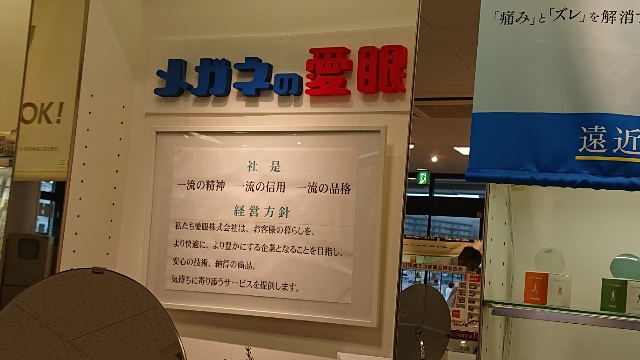 メガネの愛眼
社是
一流の精神 一流の信用 一流の品格
経営方針
私たち愛眼株式会社は、お客様の暮らしを、
より快適に、より豊かにする企業となることを目指し、
安心の技術、納得の商品、
気持ちに寄り添うサービスを提供します。
「痛み」と「ズレ」を解消
遠近
OK!